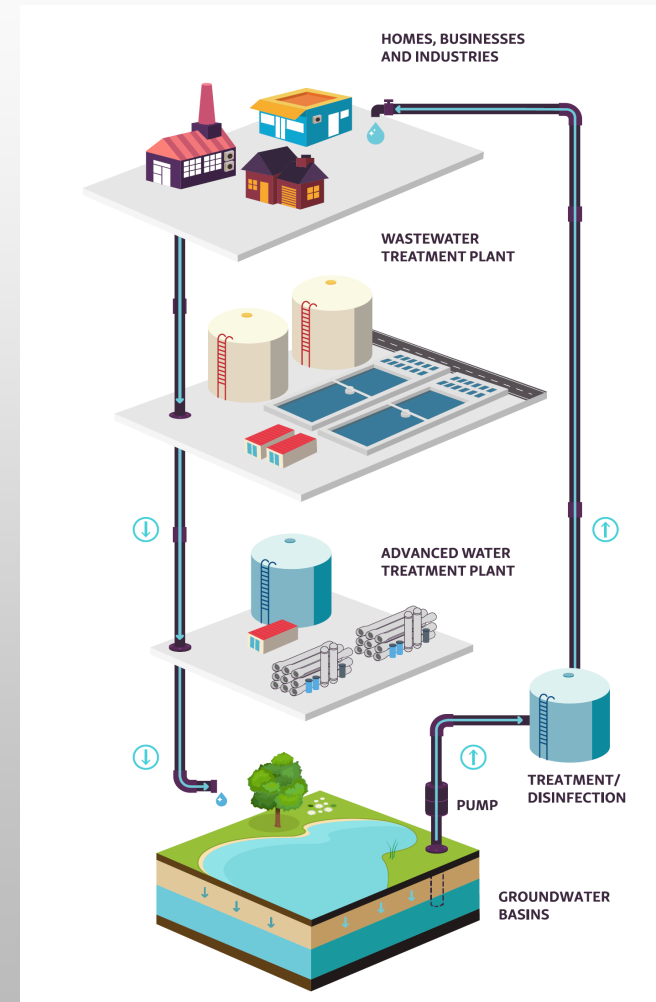 HOMES, BUSINESSES
AND INDUSTRIES
WASTEWATER
TREATMENT PLANT
ADVANCED WATER
TREATMENT PLANT
TREATMENT/
DISINFECTION
PUMP
GROUNDWATER
BASINS